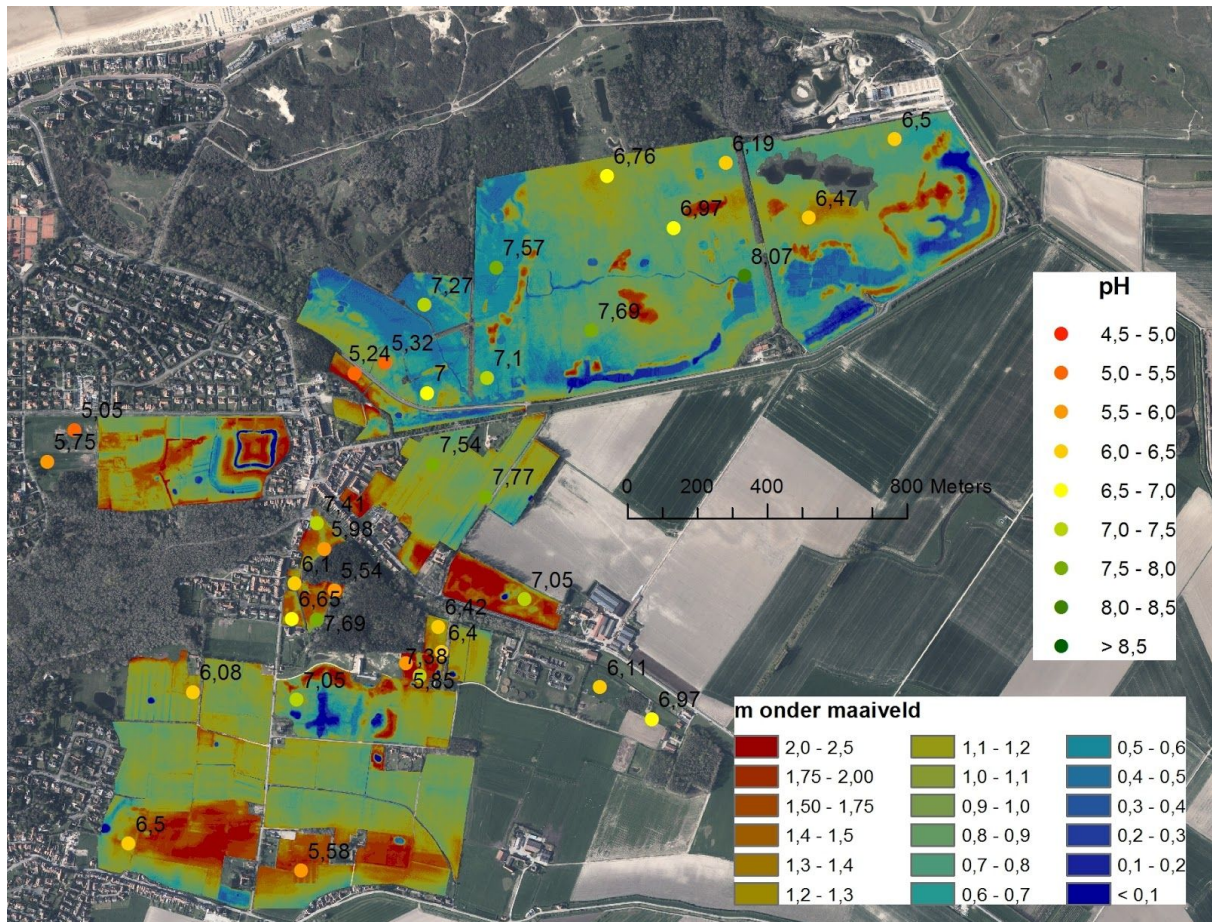 6,5
6,19
6,76
6,47
6,97
7,57
8,07
7,27
7,69
5,32
5,24
7,1
7
5,05
5,75
7,54
7,77
0 200 400 800 Meters
7,41
5,98
6,1
5,54
7,05
6,65
6,42
7,69
6,4
7,38
6,11
6,08
5,85
7,05
6,97
6,5
5,58
pH
4,5 - 5,0
5,0 - 5,5
5,5 - 6,0
6,0 - 6,5
6,5 - 7,0
7,0 - 7,5
7,5 - 8,0
8,0 - 8,5
> 8,5
m onder maaiveld
2,0 - 2,5
1,75 - 2,00
1,50 - 1,75
1,4 - 1,5
1,3 - 1,4
1,2 - 1,3
1,1 - 1,2
1,0 - 1,1
0,9 - 1,0
0,8 - 0,9
0,7 - 0,8
0,6 - 0,7
0,5 - 0,6
0,4 - 0,5
0,3 - 0,4
0,2 - 0,3
0,1 - 0,2
< 0,1